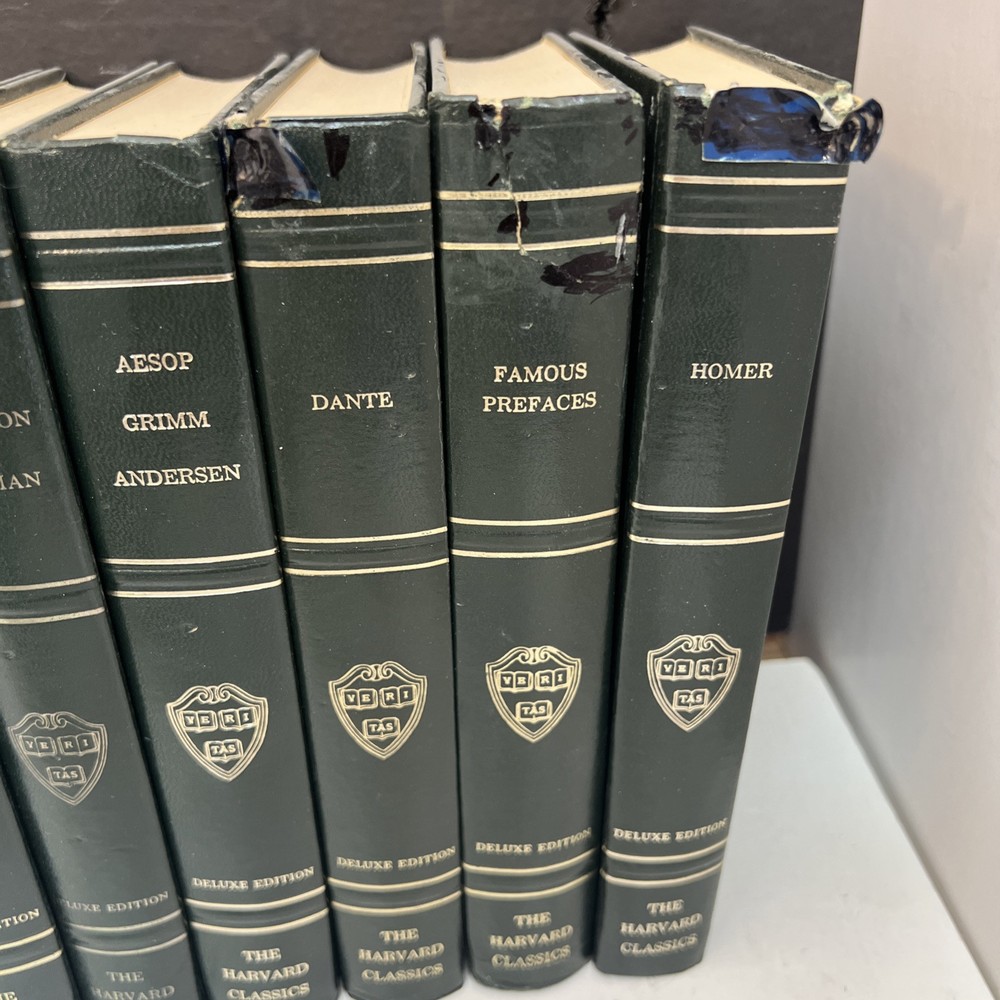 VE RI
TAS
AESOP
GRIMM
ANDERSEN
VE RI
TAS
DELUXE EDITION
THE
HARVARD
CLASSICS
DANTE
VE RI
TAS
DELUXE EDITION
THE
HARVARD
CLASSICS
FAMOUS
PREFACES
VE RI
TAS
DELUXE EDITION
THE
HARVARD
CLASSICS
HOMER
VE RI
TAS
DELUXE EDITION
THE
HARVARD
CLASSICS